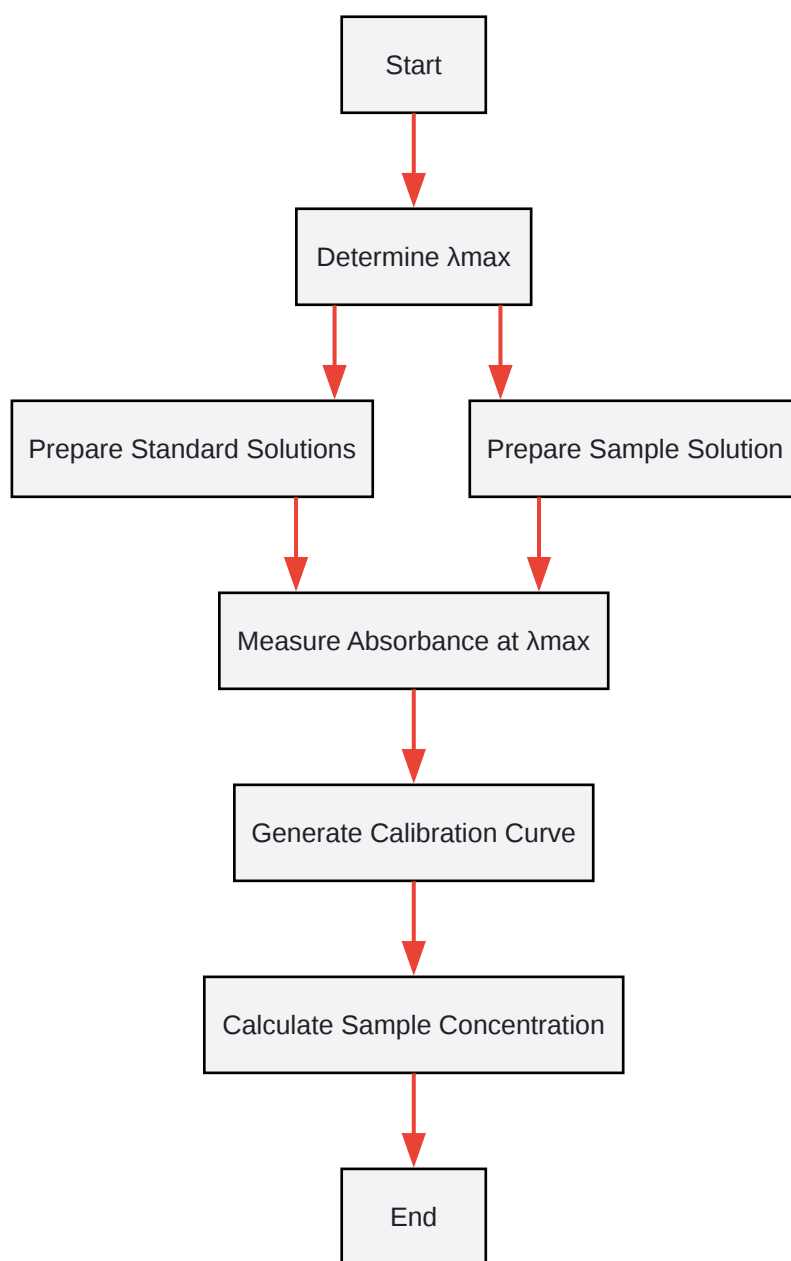 Start
Determine λmax
Prepare Standard Solutions
Prepare Sample Solution
Measure Absorbance at λmax
Generate Calibration Curve
Calculate Sample Concentration
End